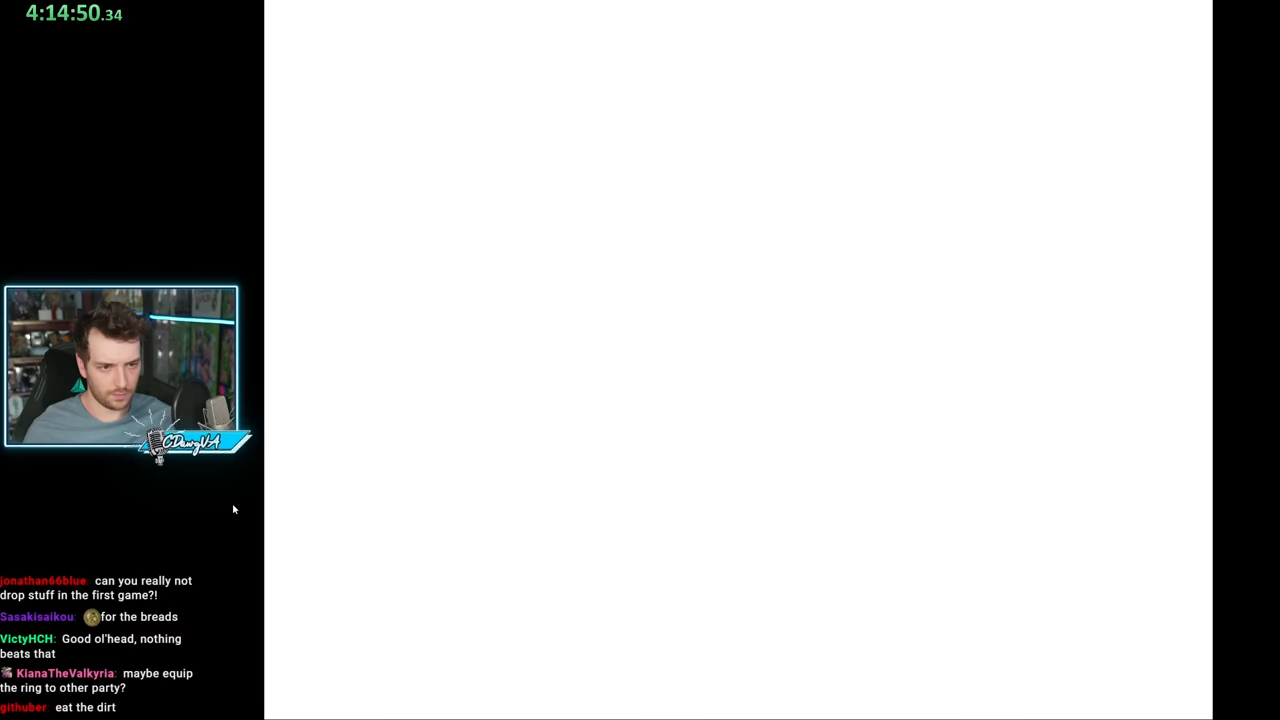 4:14:50.34
CDawgVA
jonathan66blue: can you really not
drop stuff in the first game?!
Sasakisaikou: for the breads
VictyHCH: Good ol'head, nothing
beats that
KianaTheValkyria: maybe equip
the ring to other party?
githuber: eat the dirt